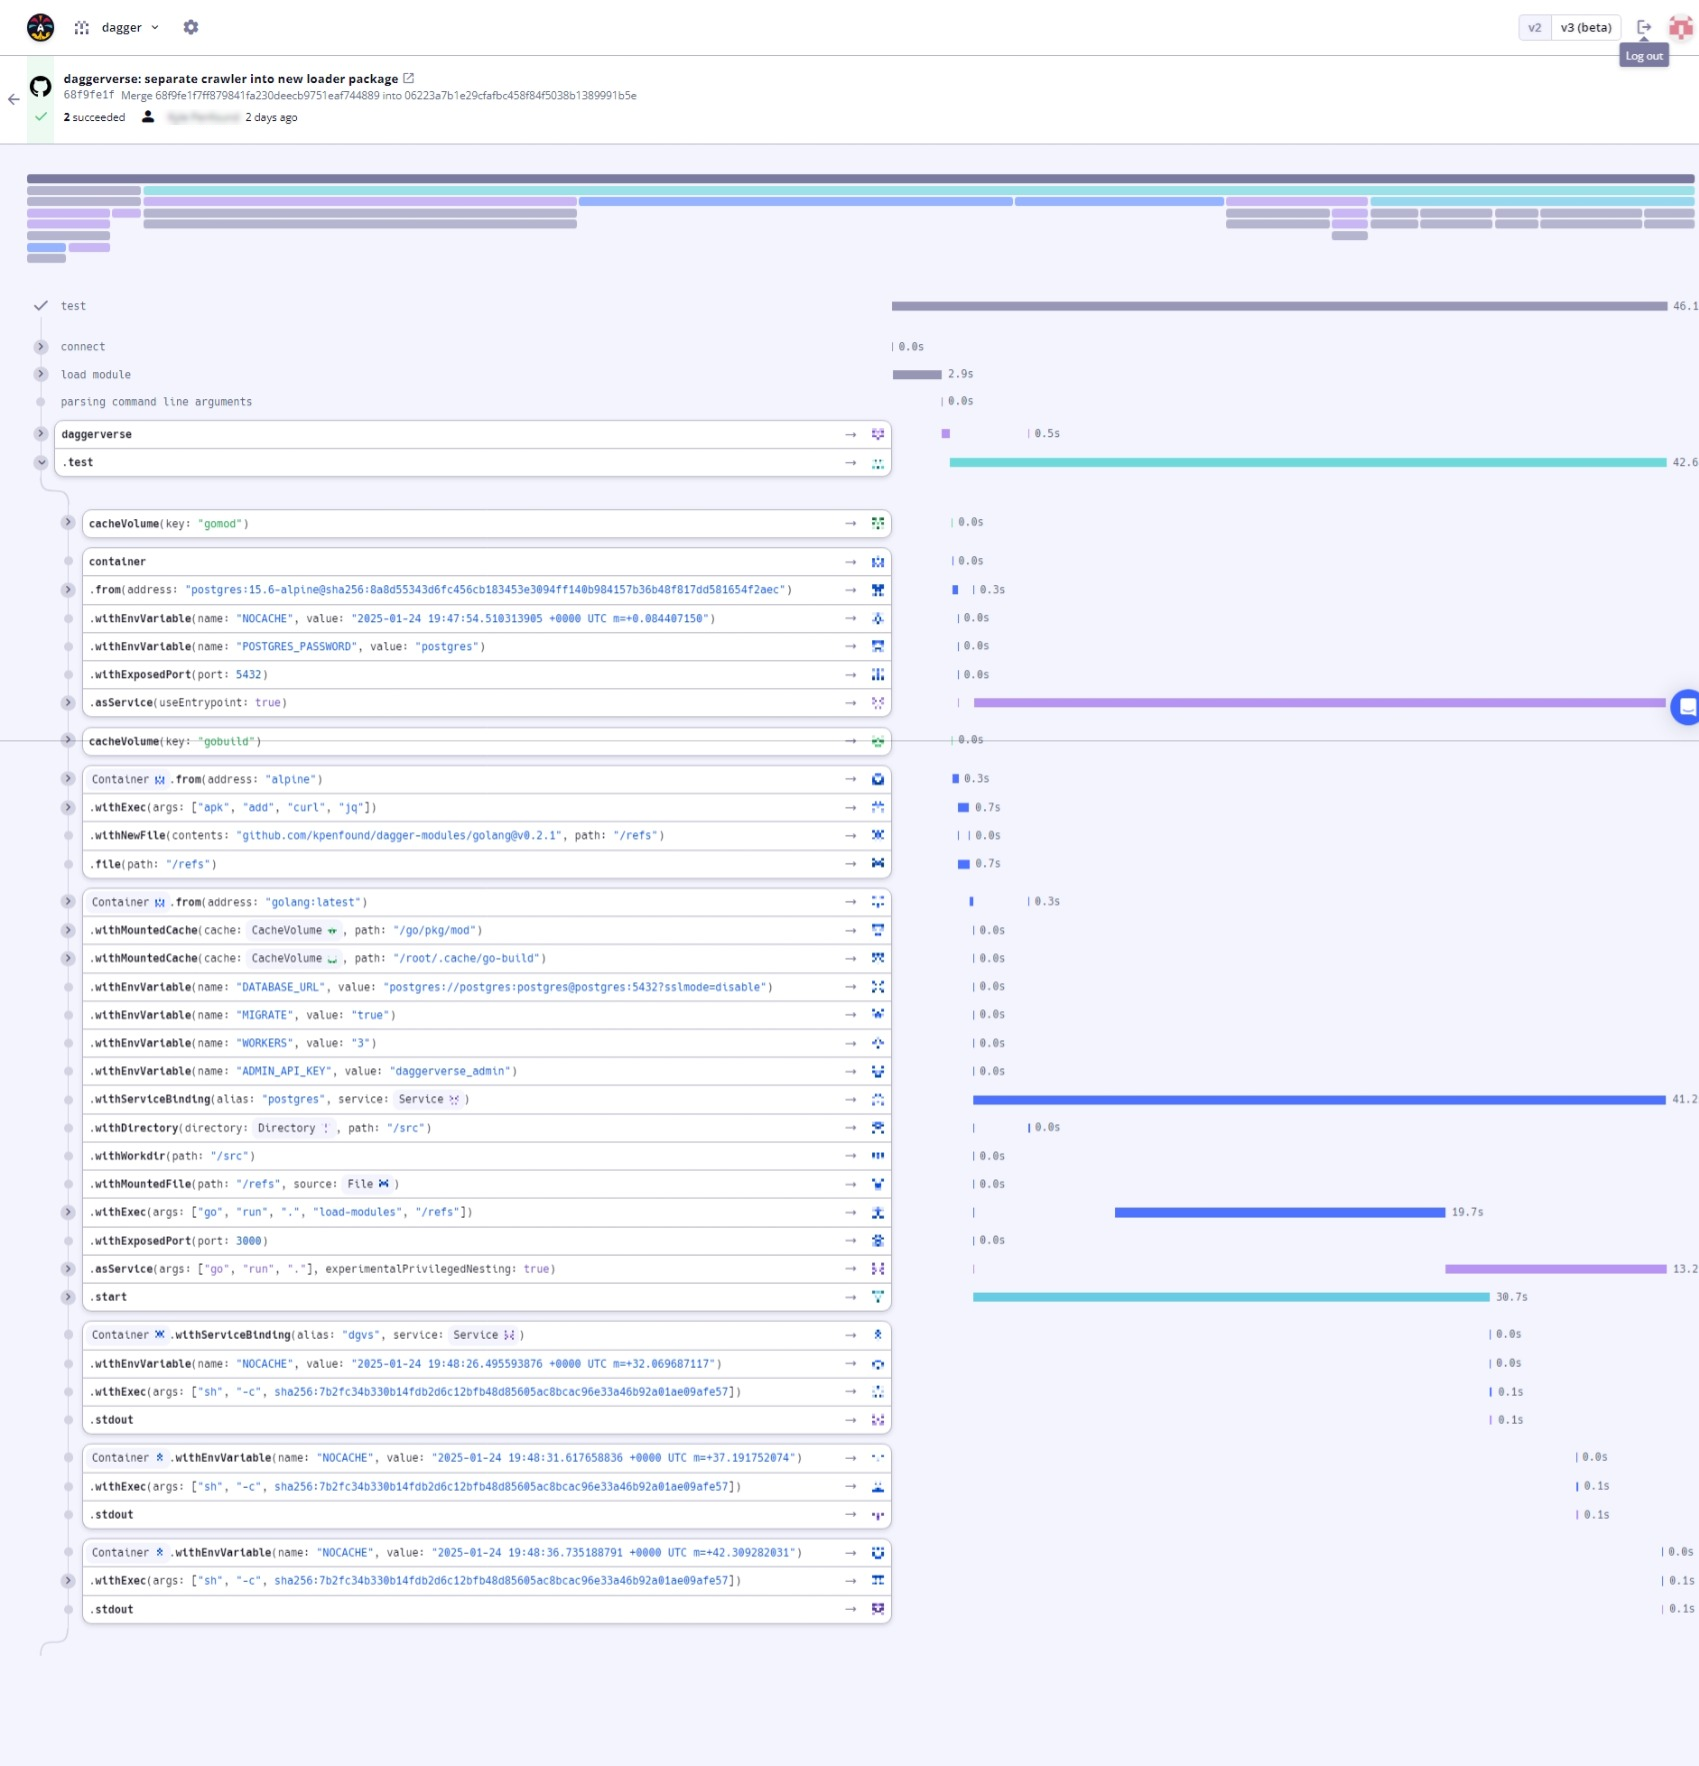 dagger
v2 v3 (beta)
Log out
daggerverse: separate crawler into new loader package
68f9fe1f Merge 68f9fe1f7ff879841fa230deecb9751eaf744889 into 06223a7b1e29cfafbc458f84f5038b1389991b5e
2 succeeded 2 days ago
test 46.1
connect 0.0s
load module 2.9s
parsing command line arguments 0.0s
daggerverse → 0.5s
.test → 42.6
cacheVolume(key: "gomod") → 0.0s
container → 0.0s
.from(address: "postgres:15.6-alpine@sha256:8a8d55343d6fc456cb183453e3094ff140b984157b36b48f817dd581654f2aec") → 0.3s
.withEnvVariable(name: "NOCACHE", value: "2025-01-24 19:47:54.510313905 +0000 UTC m=+0.084407150") → 0.0s
.withEnvVariable(name: "POSTGRES_PASSWORD", value: "postgres") → 0.0s
.withExposedPort(port: 5432) → 0.0s
.asService(useEntrypoint: true) →
cacheVolume(key: "gobuild") → 0.0s
Container .from(address: "alpine") → 0.3s
.withExec(args: ["apk", "add", "curl", "jq"]) → 0.7s
.withNewFile(contents: "github.com/kpenfound/dagger-modules/golang@v0.2.1", path: "/refs") → 0.0s
.file(path: "/refs") → 0.7s
Container .from(address: "golang:latest") → 0.3s
.withMountedCache(cache: CacheVolume , path: "/go/pkg/mod") → 0.0s
.withMountedCache(cache: CacheVolume , path: "/root/.cache/go-build") → 0.0s
.withEnvVariable(name: "DATABASE_URL", value: "postgres://postgres:postgres@postgres:5432?sslmode=disable") → 0.0s
.withEnvVariable(name: "MIGRATE", value: "true") → 0.0s
.withEnvVariable(name: "WORKERS", value: "3") → 0.0s
.withEnvVariable(name: "ADMIN_API_KEY", value: "daggerverse_admin") → 0.0s
.withServiceBinding(alias: "postgres", service: Service ) → 41.2
.withDirectory(directory: Directory , path: "/src") → 0.0s
.withWorkdir(path: "/src") → 0.0s
.withMountedFile(path: "/refs", source: File ) → 0.0s
.withExec(args: ["go", "run", ".", "load-modules", "/refs"]) → 19.7s
.withExposedPort(port: 3000) → 0.0s
.asService(args: ["go", "run", "."], experimentalPrivilegedNesting: true) → 13.2
.start → 30.7s
Container .withServiceBinding(alias: "dgvs", service: Service ) → 0.0s
.withEnvVariable(name: "NOCACHE", value: "2025-01-24 19:48:26.495593876 +0000 UTC m=+32.069687117") → 0.0s
.withExec(args: ["sh", "-c", sha256:7b2fc34b330b14fdb2d6c12bfb48d85605ac8bcac96e33a46b92a01ae09afe57]) → 0.1s
.stdout → 0.1s
Container .withEnvVariable(name: "NOCACHE", value: "2025-01-24 19:48:31.617658836 +0000 UTC m=+37.191752074") → 0.0s
.withExec(args: ["sh", "-c", sha256:7b2fc34b330b14fdb2d6c12bfb48d85605ac8bcac96e33a46b92a01ae09afe57]) → 0.1s
.stdout → 0.1s
Container .withEnvVariable(name: "NOCACHE", value: "2025-01-24 19:48:36.735188791 +0000 UTC m=+42.309282031") → 0.0s
.withExec(args: ["sh", "-c", sha256:7b2fc34b330b14fdb2d6c12bfb48d85605ac8bcac96e33a46b92a01ae09afe57]) → 0.1s
.stdout → 0.1s